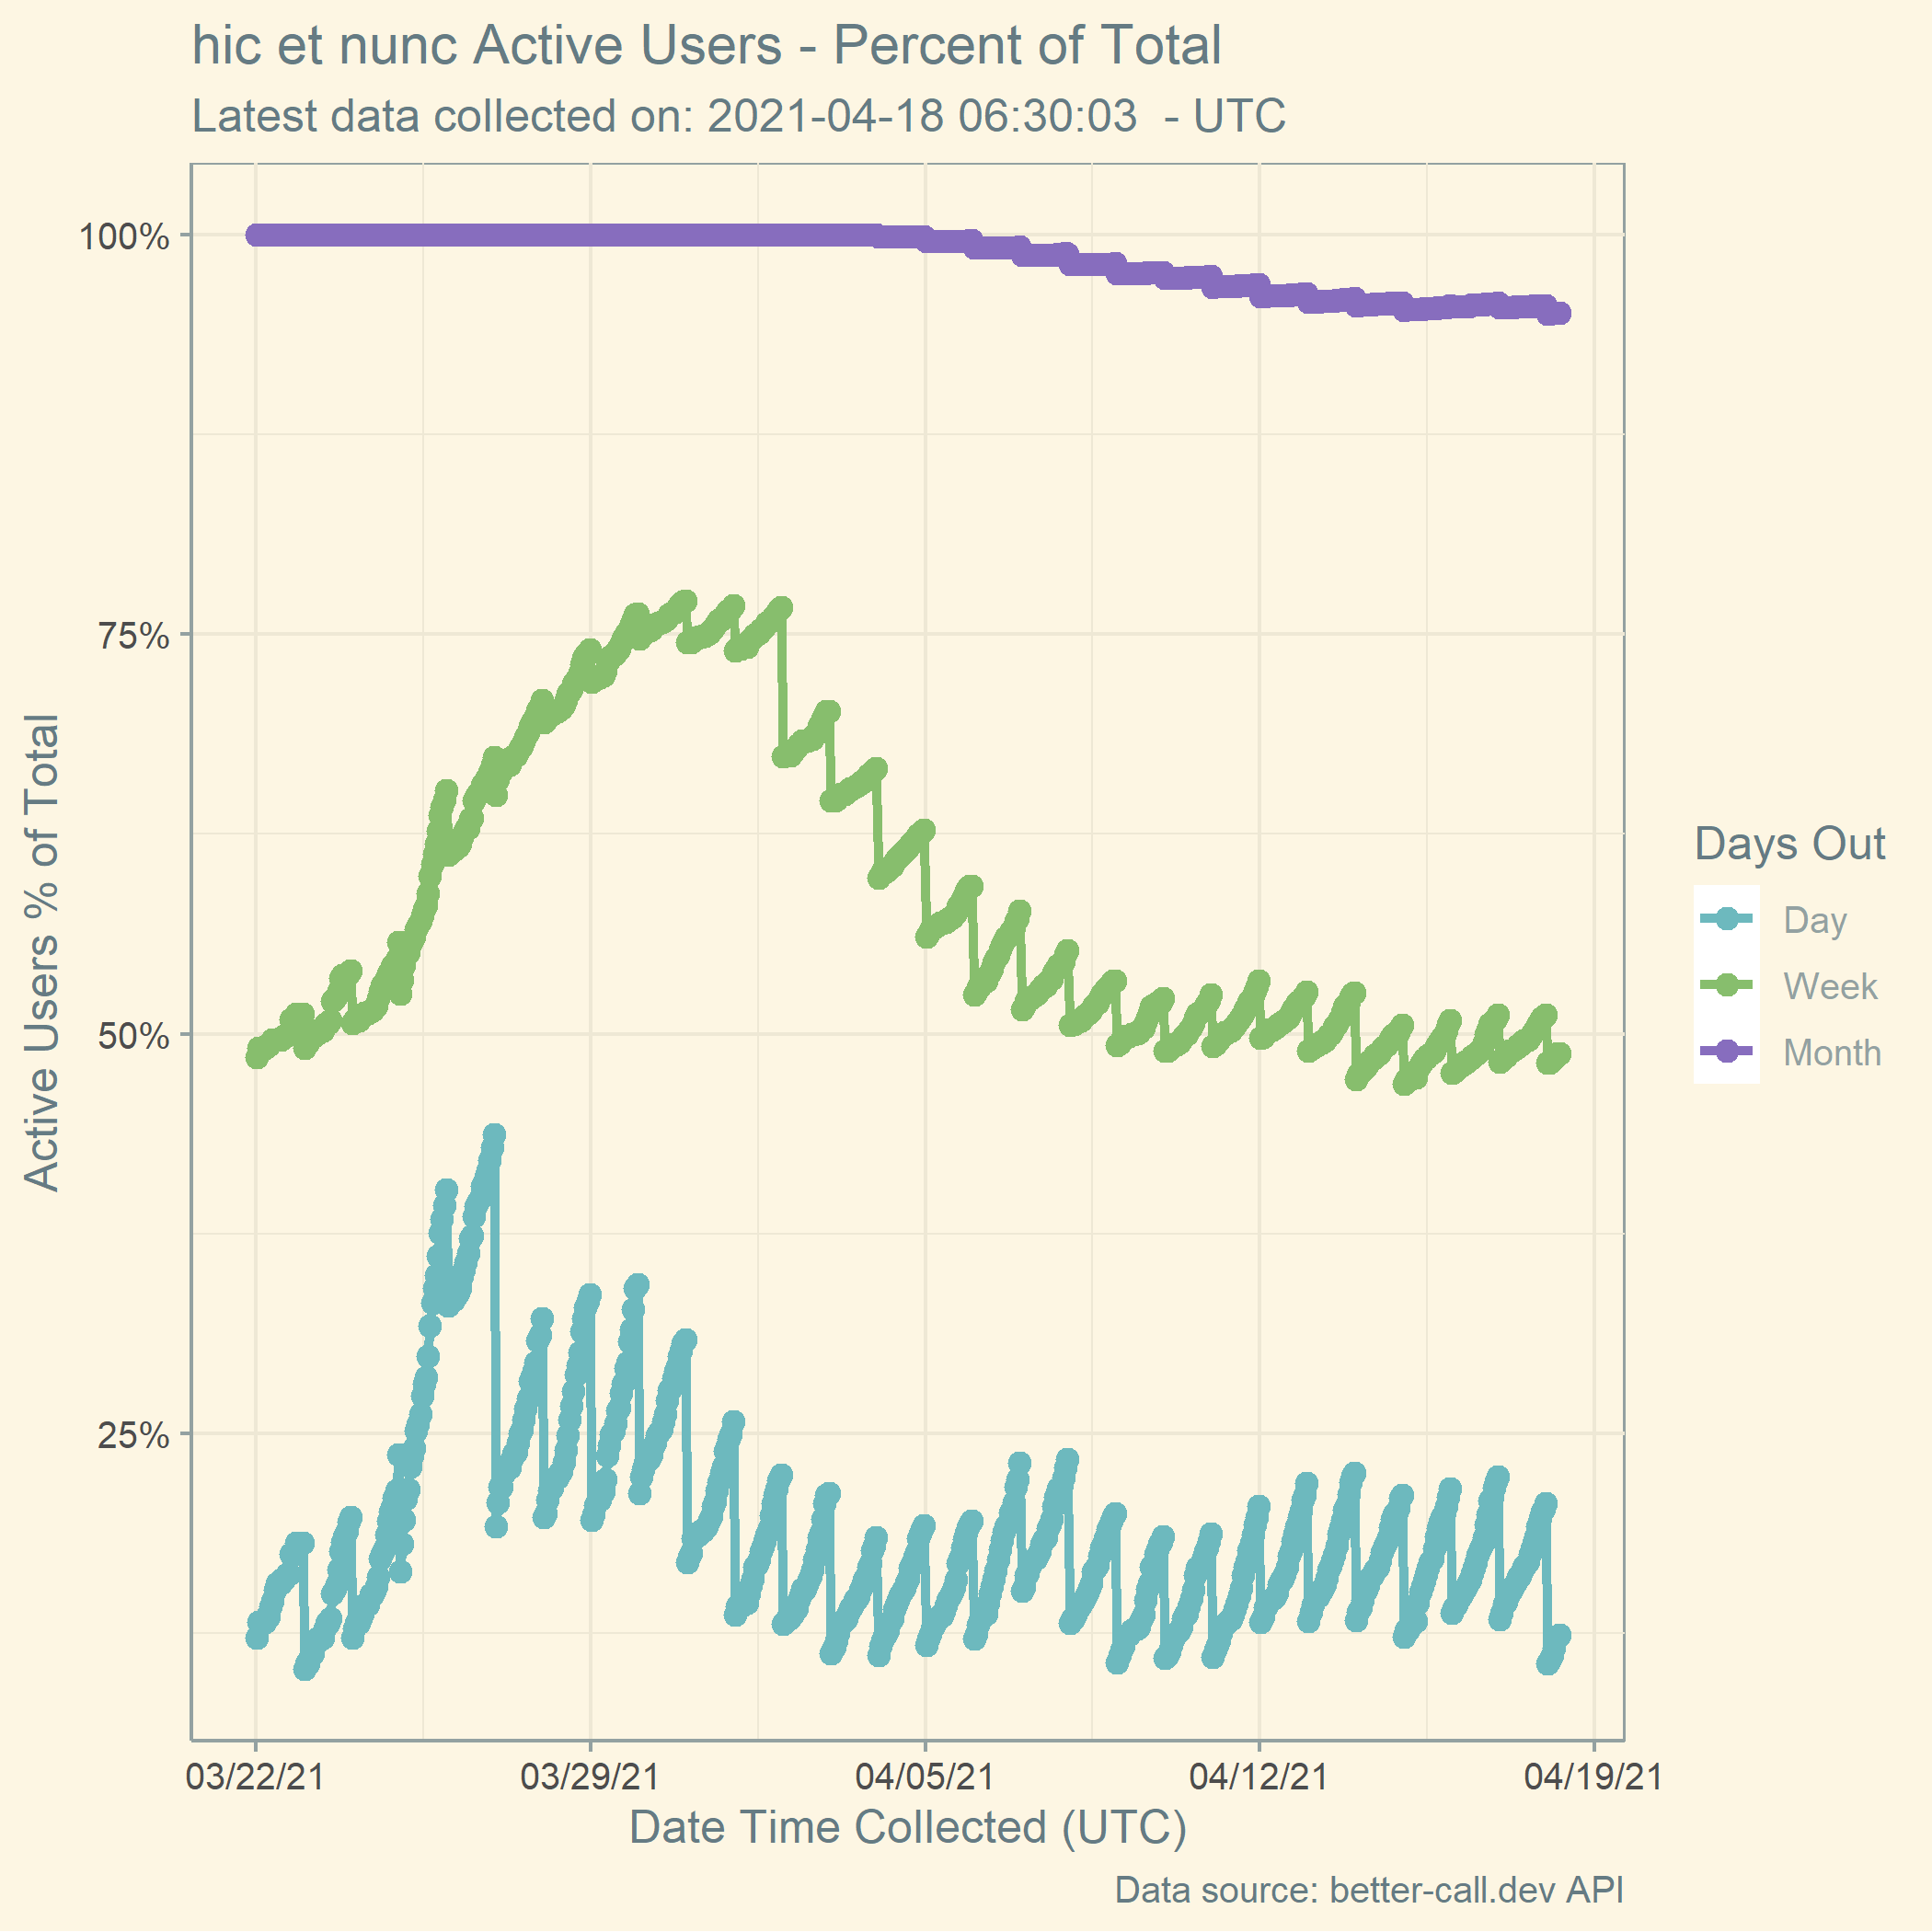 hic et nunc Active Users - Percent of Total
Latest data collected on: 2021-04-18 06:30:03  - UTC
100%
75%
50%
25%
Active Users % of Total
03/22/21
03/29/21
04/05/21
04/12/21
04/19/21
Date Time Collected (UTC)
Days Out
Day
Week
Month
Data source: better-call.dev API